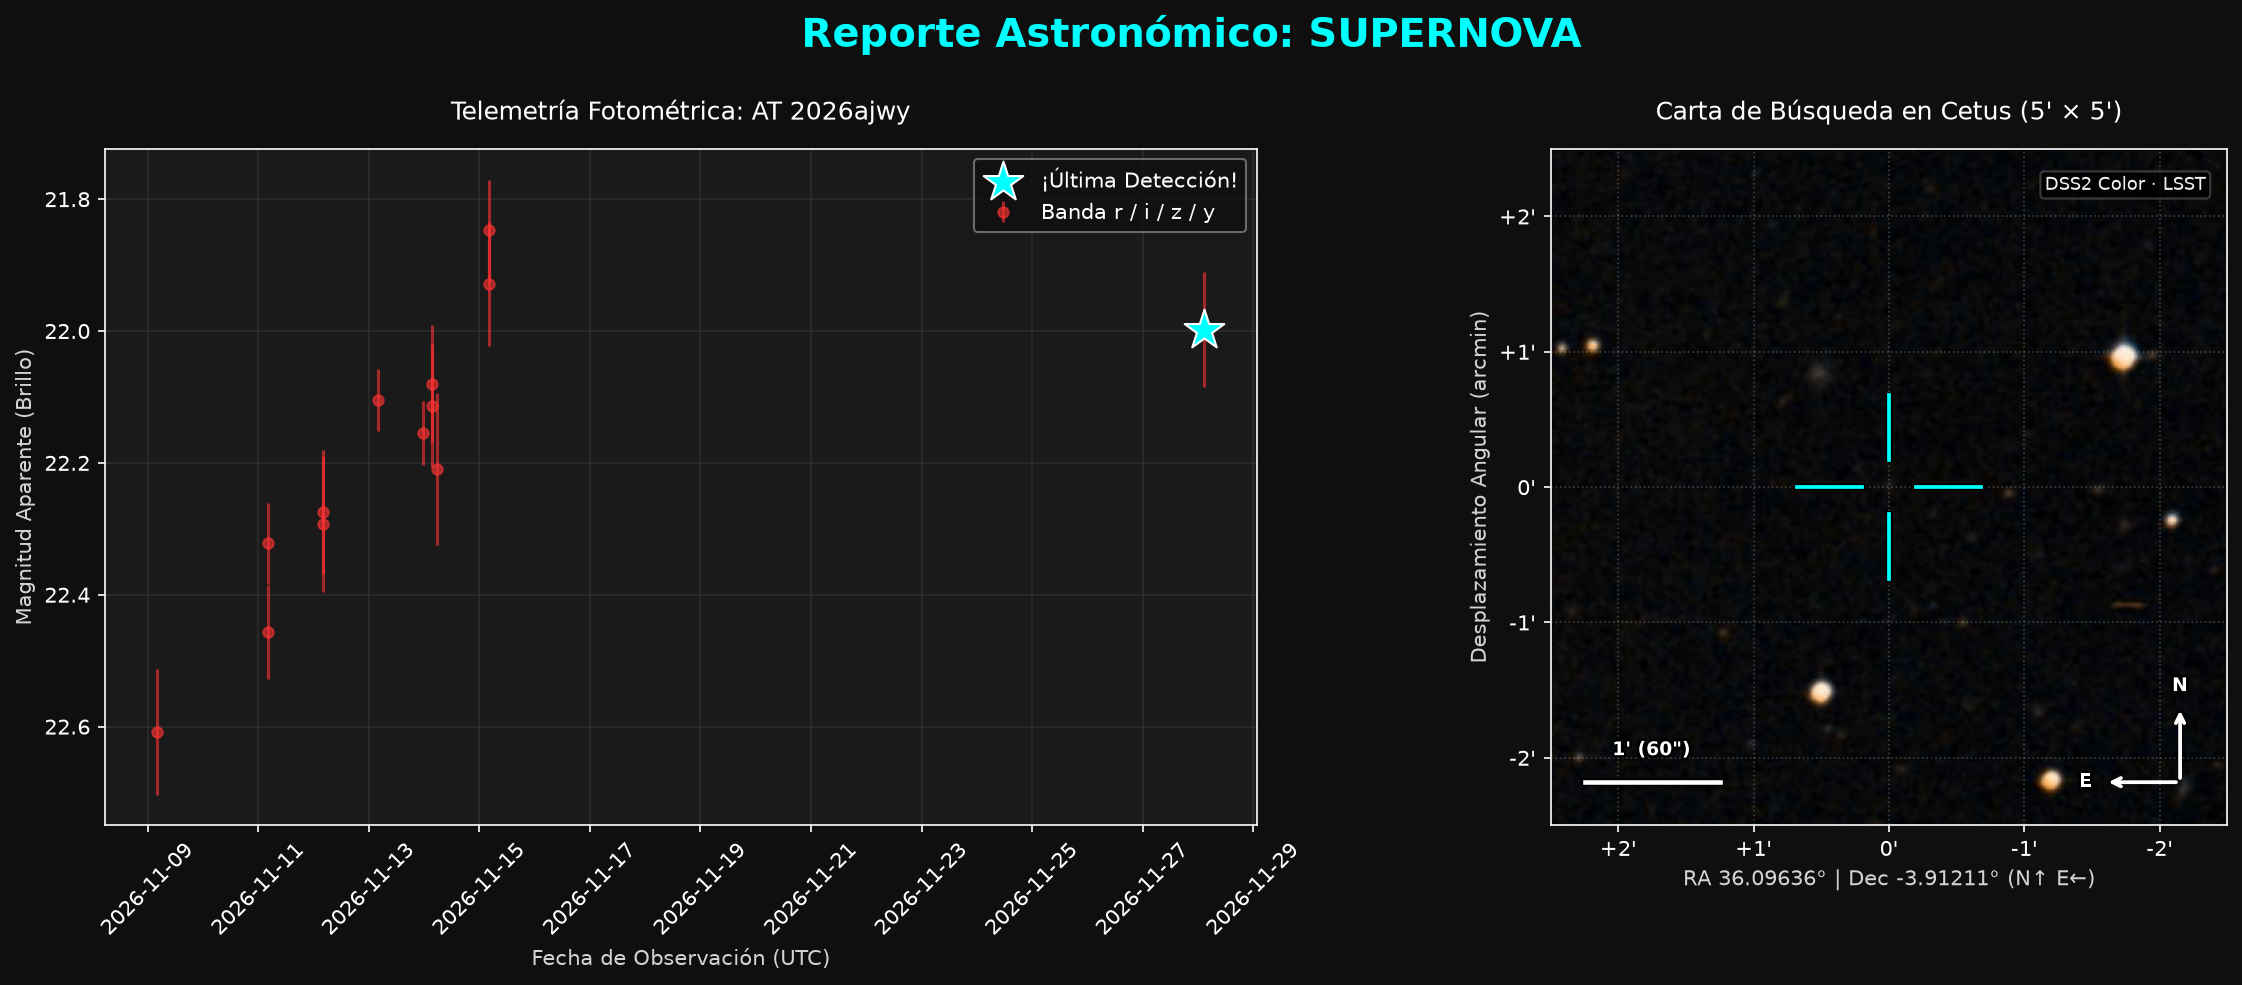 Reporte Astronómico: SUPERNOVA
Telemetría Fotométrica: AT 2026ajwy
¡Última Detección!
Banda r / i / z / y
Magnitud Aparente (Brillo)
21.8
22.0
22.2
22.4
22.6
2026-11-09
2026-11-11
2026-11-13
2026-11-15
2026-11-17
2026-11-19
2026-11-21
2026-11-23
2026-11-25
2026-11-27
2026-11-29
Fecha de Observación (UTC)
Carta de Búsqueda en Cetus (5' × 5')
DSS2 Color · LSST
Desplazamiento Angular (arcmin)
+2'
+1'
0'
-1'
-2'
N
1' (60")
E
+2'
+1'
0'
-1'
-2'
RA 36.09636° | Dec -3.91211° (N↑ E←)